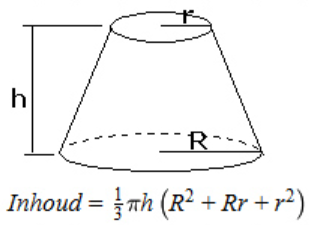 r
h
R
Inhoud = ⅓πh (R² + Rr + r²)